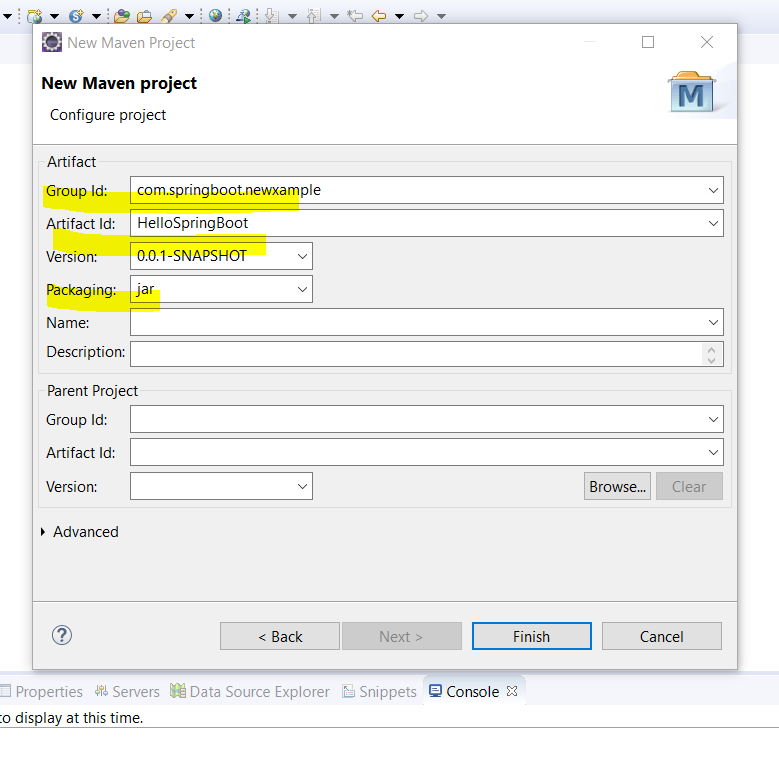 New Maven Project
New Maven project
Configure project
M
Artifact
Group Id: com.springboot.newxample
Artifact Id: HelloSpringBoot
Version: 0.0.1-SNAPSHOT
Packaging: jar
Name:
Description:
Parent Project
Group Id:
Artifact Id:
Version: Browse... Clear
Advanced
? < Back Next > Finish Cancel
Properties Servers Data Source Explorer Snippets Console
to display at this time.